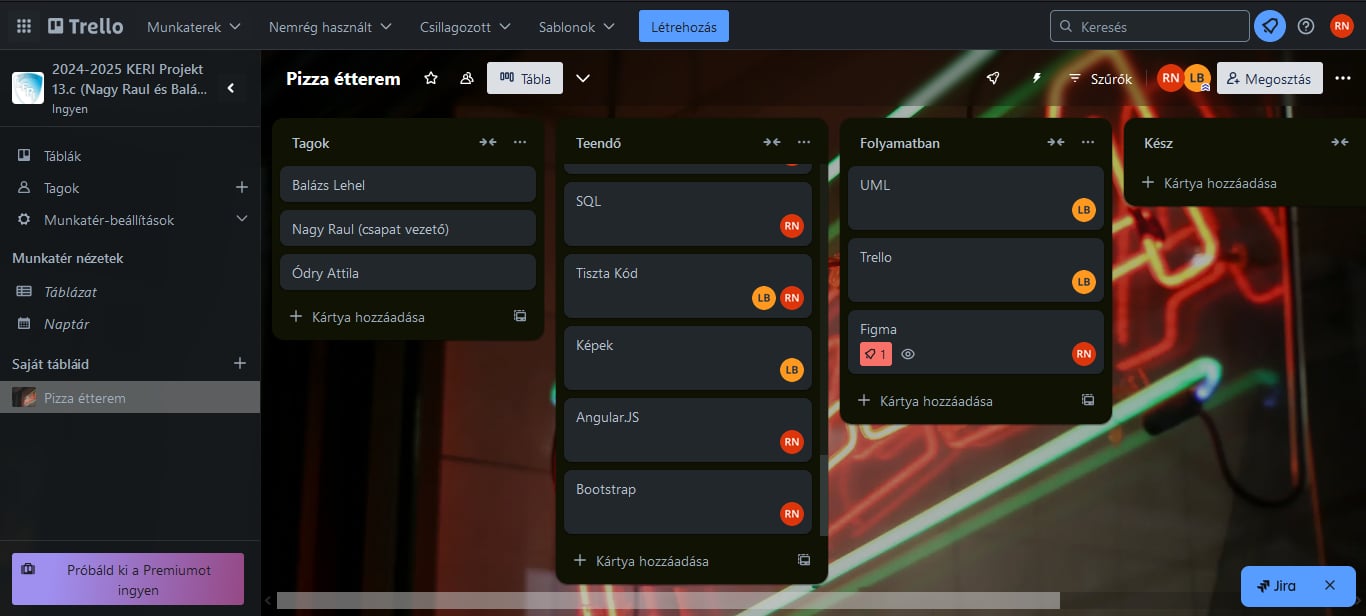 Trello
Munkaterek
Nemrég használt
Csillagozott
Sablonok
Létrehozás
Keresés
RN
2024-2025 KERI Projekt
13.c (Nagy Raul és Balá...
Ingyen
Táblák
Tagok
Munkatér-beállítások
Munkatér nézetek
Táblázat
Naptár
Saját tábláid
Pizza étterem
Próbáld ki a Premiumot
ingyen
Pizza étterem
Tábla
Szűrők
RN
LB
Megosztás
Tagok
Balázs Lehel
Nagy Raul (csapat vezető)
Ódry Attila
Kártya hozzáadása
Teendő
SQL
RN
Tiszta Kód
LB RN
Képek
LB
Angular.JS
RN
Bootstrap
RN
Kártya hozzáadása
Folyamatban
UML
LB
Trello
LB
Figma
1
RN
Kártya hozzáadása
Kész
Kártya hozzáadása
Jira